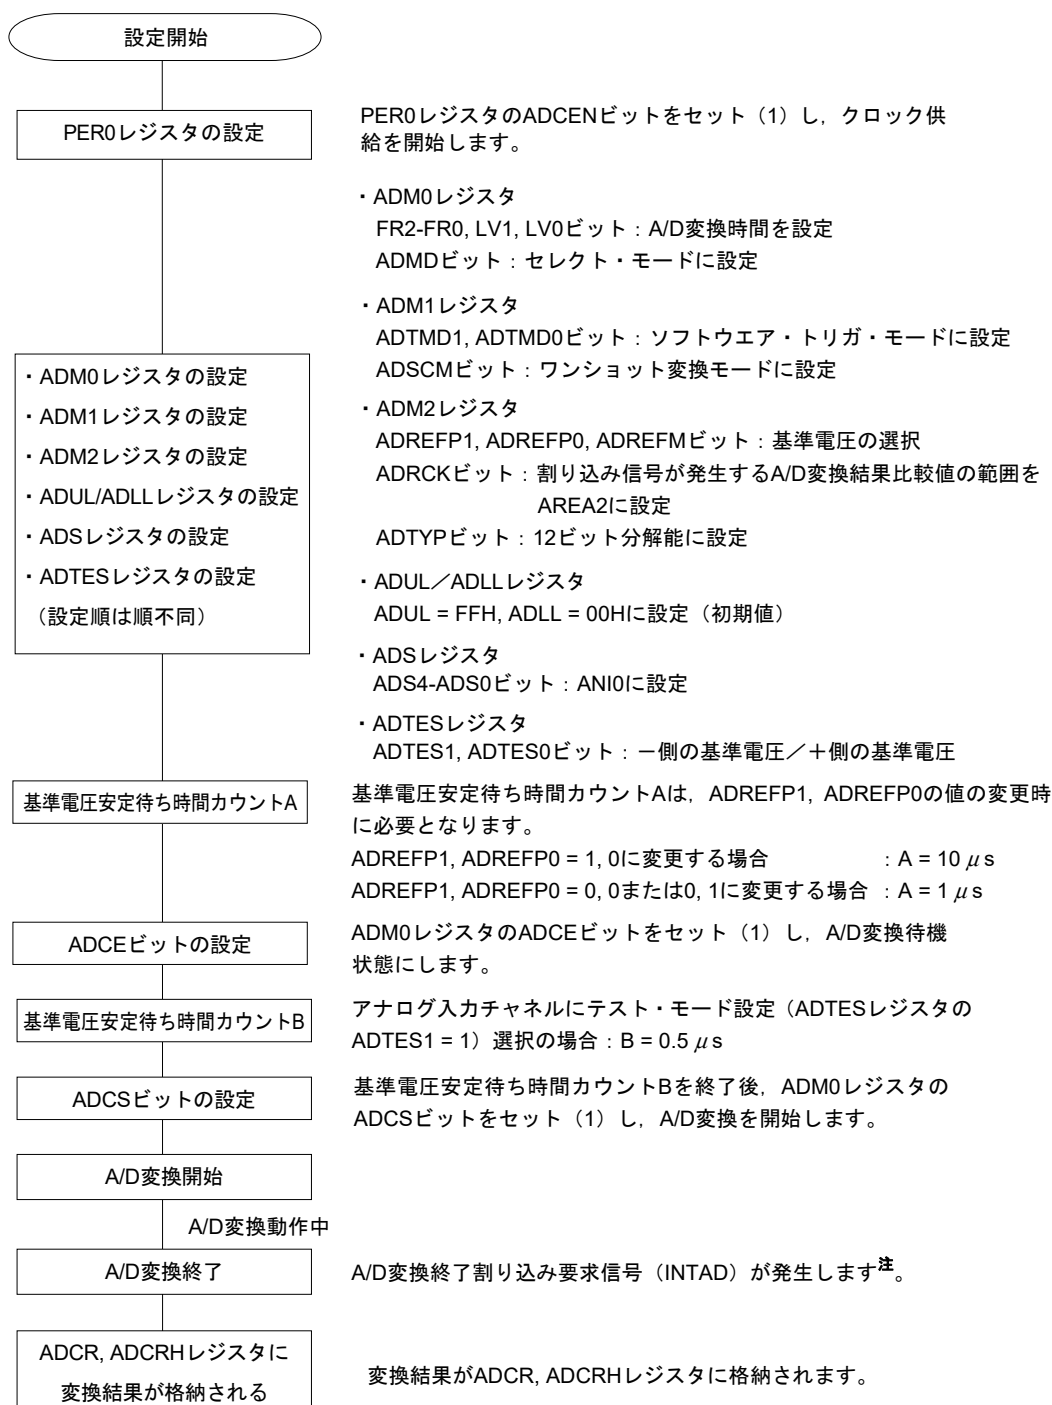 設定開始
PER0レジスタの設定
PER0レジスタのADCENビットをセット（1）し，クロック供
給を開始します。
・ADM0レジスタ
FR2-FR0, LV1, LV0ビット：A/D変換時間を設定
ADMDビット：セレクト・モードに設定
・ADM1レジスタ
ADTMD1, ADTMD0ビット：ソフトウエア・トリガ・モードに設定
ADSCMビット：ワンショット変換モードに設定
・ADM2レジスタ
ADREFP1, ADREFP0, ADREFMビット：基準電圧の選択
ADRCKビット：割り込み信号が発生するA/D変換結果比較値の範囲を
AREA2に設定
ADTYPビット：12ビット分解能に設定
・ADUL／ADLLレジスタ
ADUL = FFH, ADLL = 00Hに設定（初期値）
・ADSレジスタ
ADS4-ADS0ビット：ANI0に設定
・ADTESレジスタ
ADTES1, ADTES0ビット：－側の基準電圧／＋側の基準電圧
・ADM0レジスタの設定
・ADM1レジスタの設定
・ADM2レジスタの設定
・ADUL/ADLLレジスタの設定
・ADSレジスタの設定
・ADTESレジスタの設定
（設定順は順不同）
基準電圧安定待ち時間カウントA
基準電圧安定待ち時間カウントAは，ADREFP1, ADREFP0の値の変更時
に必要となります。
ADREFP1, ADREFP0 = 1, 0に変更する場合 ：A = 10 μs
ADREFP1, ADREFP0 = 0, 0または0, 1に変更する場合 ：A = 1 μs
ADCEビットの設定
ADM0レジスタのADCEビットをセット（1）し，A/D変換待機
状態にします。
基準電圧安定待ち時間カウントB
アナログ入力チャネルにテスト・モード設定（ADTESレジスタの
ADTES1 = 1）選択の場合：B = 0.5 μs
ADCSビットの設定
基準電圧安定待ち時間カウントBを終了後，ADM0レジスタの
ADCSビットをセット（1）し，A/D変換を開始します。
A/D変換開始
A/D変換動作中
A/D変換終了
A/D変換終了割り込み要求信号（INTAD）が発生します注。
ADCR, ADCRHレジスタに
変換結果が格納される
変換結果がADCR, ADCRHレジスタに格納されます。